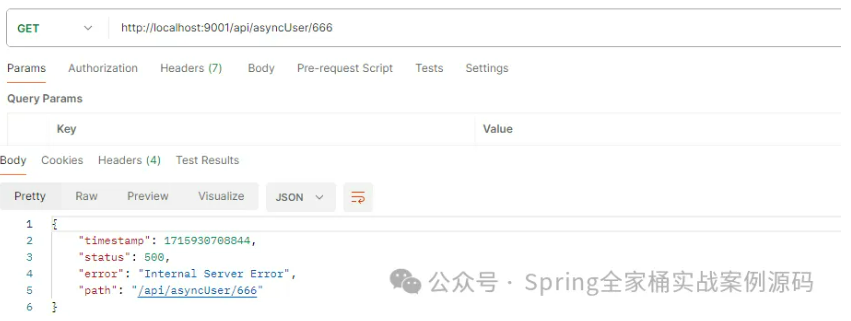 GET http://localhost:9001/api/asyncUser/666
Params Authorization Headers (7) Body Pre-request Script Tests Settings
Query Params
Key Value
Body Cookies Headers (4) Test Results
Pretty Raw Preview Visualize JSON
1 {
2 "timestamp": 1715930708844,
3 "status": 500,
4 "error": "Internal Server Error",
5 "path": "/api/asyncUser/666"
6 }
公众号 · Spring全家桶实战案例源码